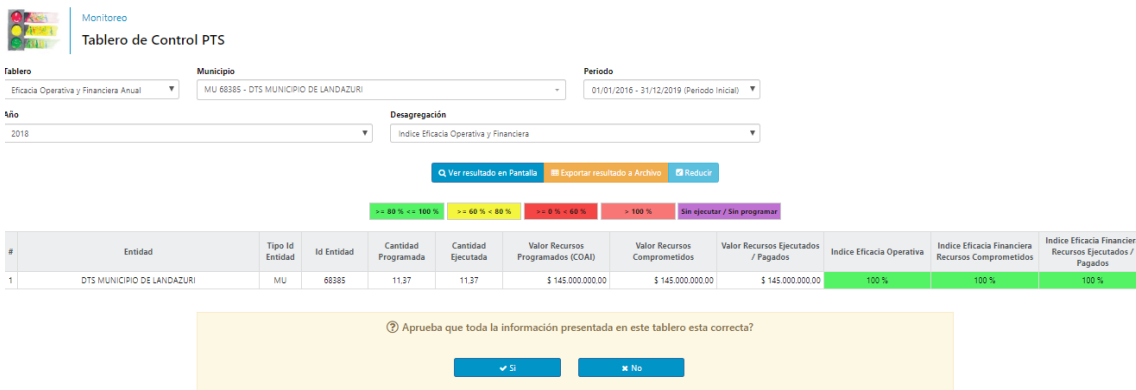 Monitoreo
Tablero de Control PTS
Tablero Municipio Periodo
Eficacia Operativa y Financiera Anual MU 68385 - DTS MUNICIPIO DE LANDAZURI 01/01/2016 - 31/12/2019 (Periodo Inicial)
Año Desagregación
2018 Indice Eficacia Operativa y Financiera
Ver resultado en Pantalla Exportar resultado a Archivo Reducir
>= 80 % <= 100 % >= 60 % < 80 % >= 0 % < 60 % > 100 % Sin ejecutar / Sin programar
# Entidad Tipo Id Entidad Id Entidad Cantidad Programada Cantidad Ejecutada Valor Recursos Programados (COAI) Valor Recursos Comprometidos Valor Recursos Ejecutados / Pagados Indice Eficacia Operativa Indice Eficacia Financiera Recursos Comprometidos Indice Eficacia Financier Recursos Ejecutados / Pagados
1 DTS MUNICIPIO DE LANDAZURI MU 68385 11.37 11.37 $ 145.000.000,00 $ 145.000.000,00 $ 145.000.000,00 100 % 100 % 100 %
Aprueba que toda la información presentada en este tablero esta correcta?
Si No